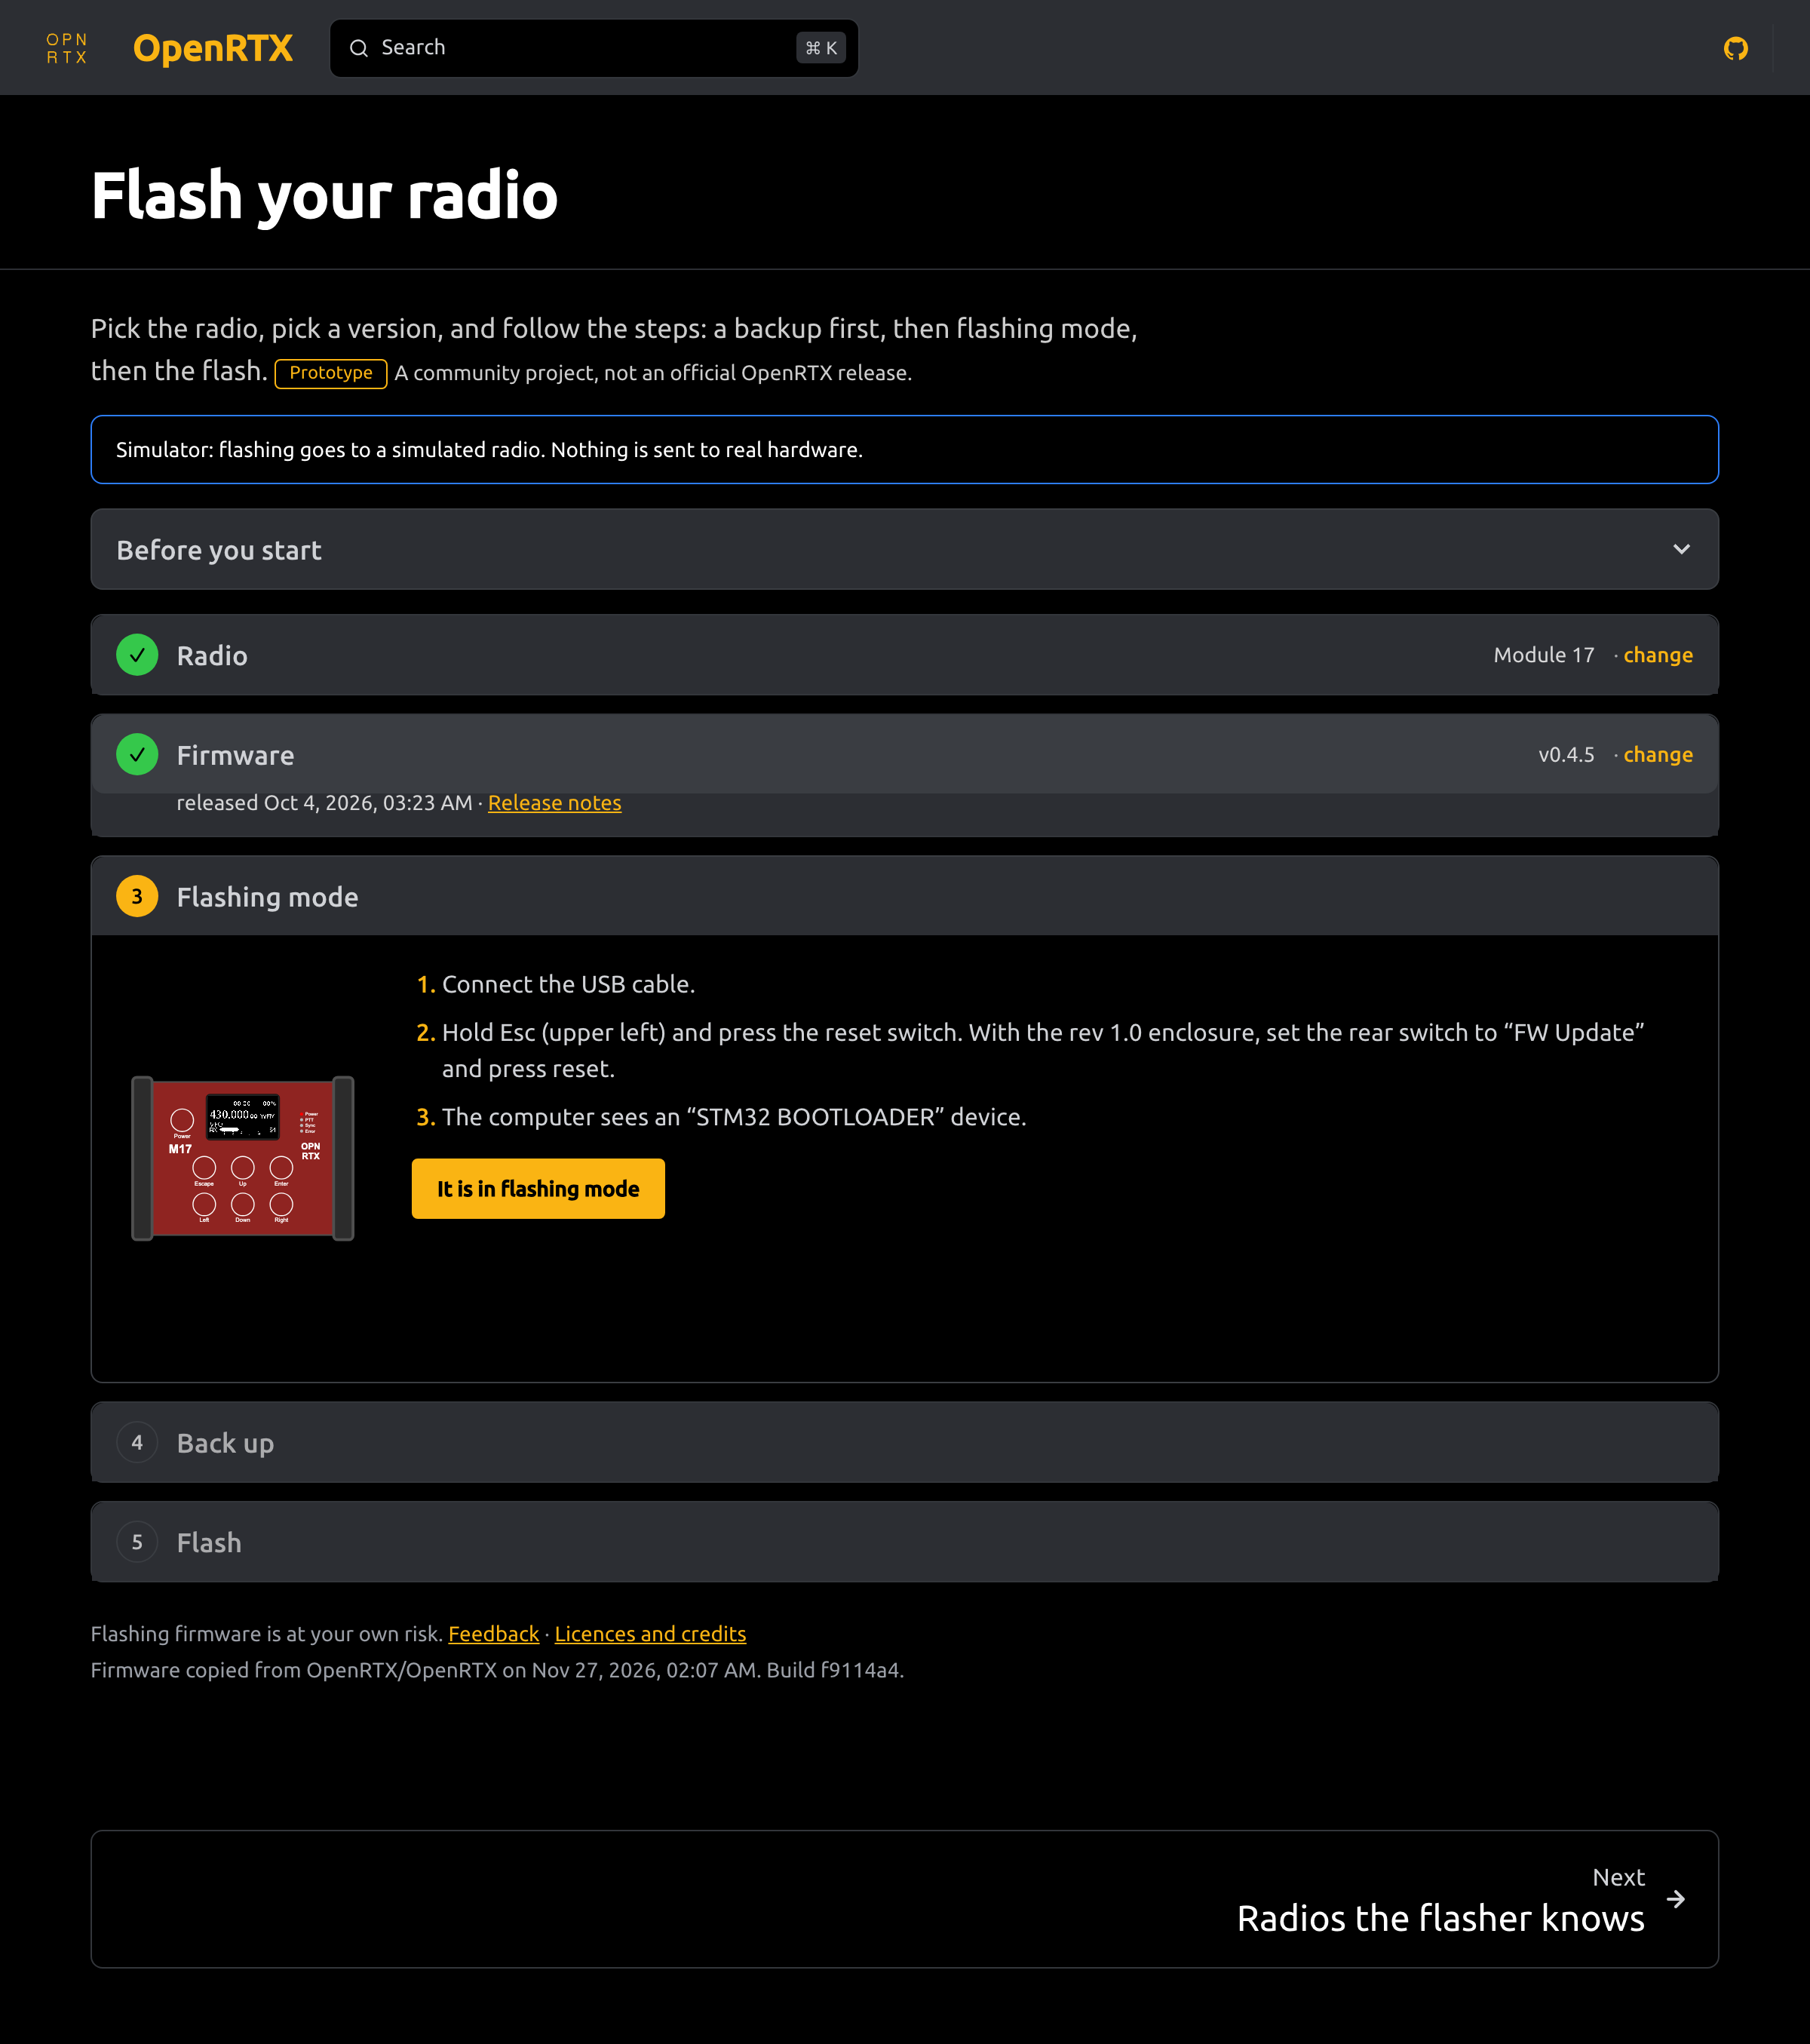 OPN
RTX
OpenRTX
Search
⌘ K
Flash your radio
Pick the radio, pick a version, and follow the steps: a backup first, then flashing mode,
then the flash. Prototype A community project, not an official OpenRTX release.
Simulator: flashing goes to a simulated radio. Nothing is sent to real hardware.
Before you start
Radio
Module 17 · change
Firmware
v0.4.5 · change
released Oct 4, 2026, 03:23 AM · Release notes
3 Flashing mode
1. Connect the USB cable.
2. Hold Esc (upper left) and press the reset switch. With the rev 1.0 enclosure, set the rear switch to “FW Update”
and press reset.
3. The computer sees an “STM32 BOOTLOADER” device.
It is in flashing mode
430.000
Power
PTT
Sync
Error
Power
M17
OPN
RTX
Escape Up Enter
Left Down Right
4 Back up
5 Flash
Flashing firmware is at your own risk. Feedback · Licences and credits
Firmware copied from OpenRTX/OpenRTX on Nov 27, 2026, 02:07 AM. Build f9114a4.
Next
Radios the flasher knows